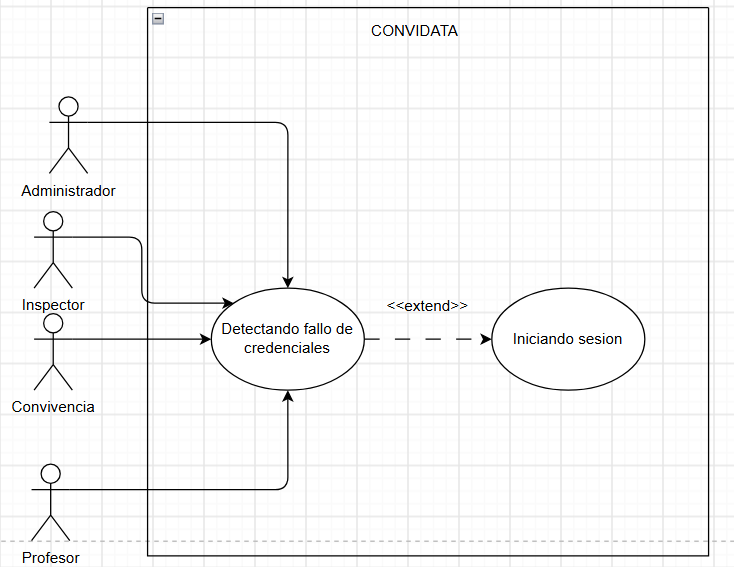 CONVIDATA
Administrador
Inspector
Convivencia
Profesor
Detectando fallo de
credenciales
<<extend>>
Iniciando sesion